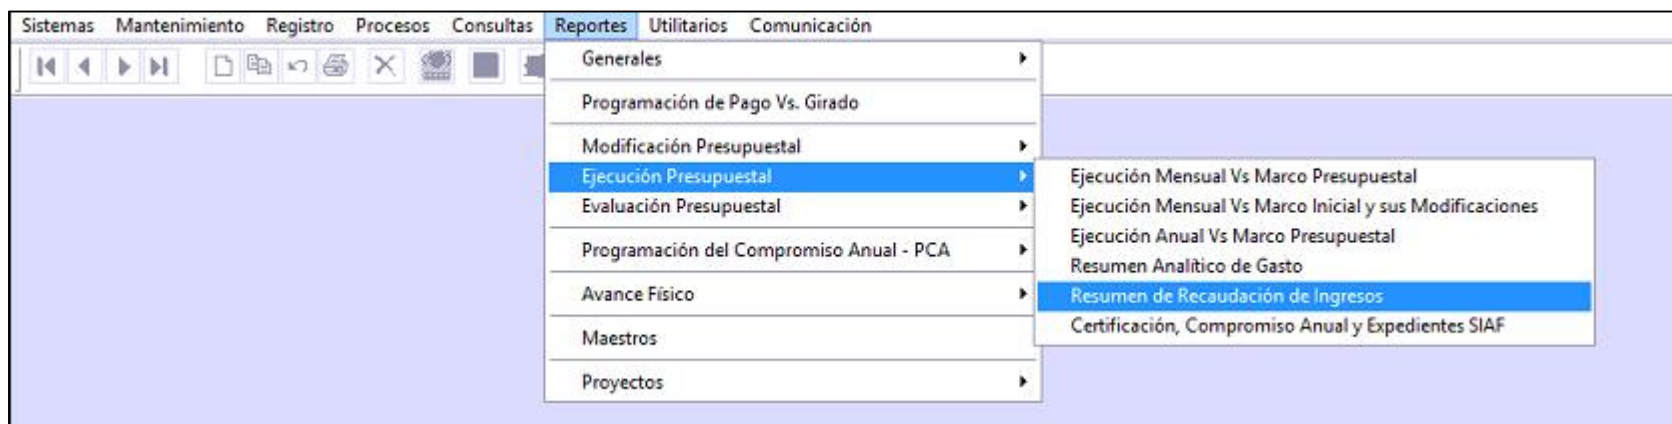 Sistemas Mantenimiento Registro Procesos Consultas Reportes Utilitarios Comunicación
Generales
Programación de Pago Vs. Girado
Modificación Presupuestal
Ejecución Presupuestal
Evaluación Presupuestal
Programación del Compromiso Anual - PCA
Avance Físico
Maestros
Proyectos
Ejecución Mensual Vs Marco Presupuestal
Ejecución Mensual Vs Marco Inicial y sus Modificaciones
Ejecución Anual Vs Marco Presupuestal
Resumen Analítico de Gasto
Resumen de Recaudación de Ingresos
Certificación, Compromiso Anual y Expedientes SIAF